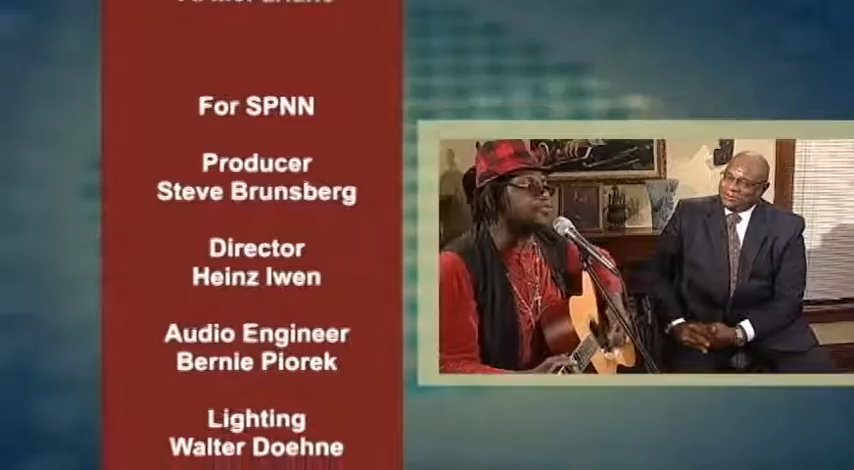 For SPNN
Producer
Steve Brunsberg
Director
Heinz Iwen
Audio Engineer
Bernie Piorek
Lighting
Walter Doehne